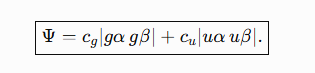 Ψ = c_g|gα gβ| + c_u|uα uβ|.